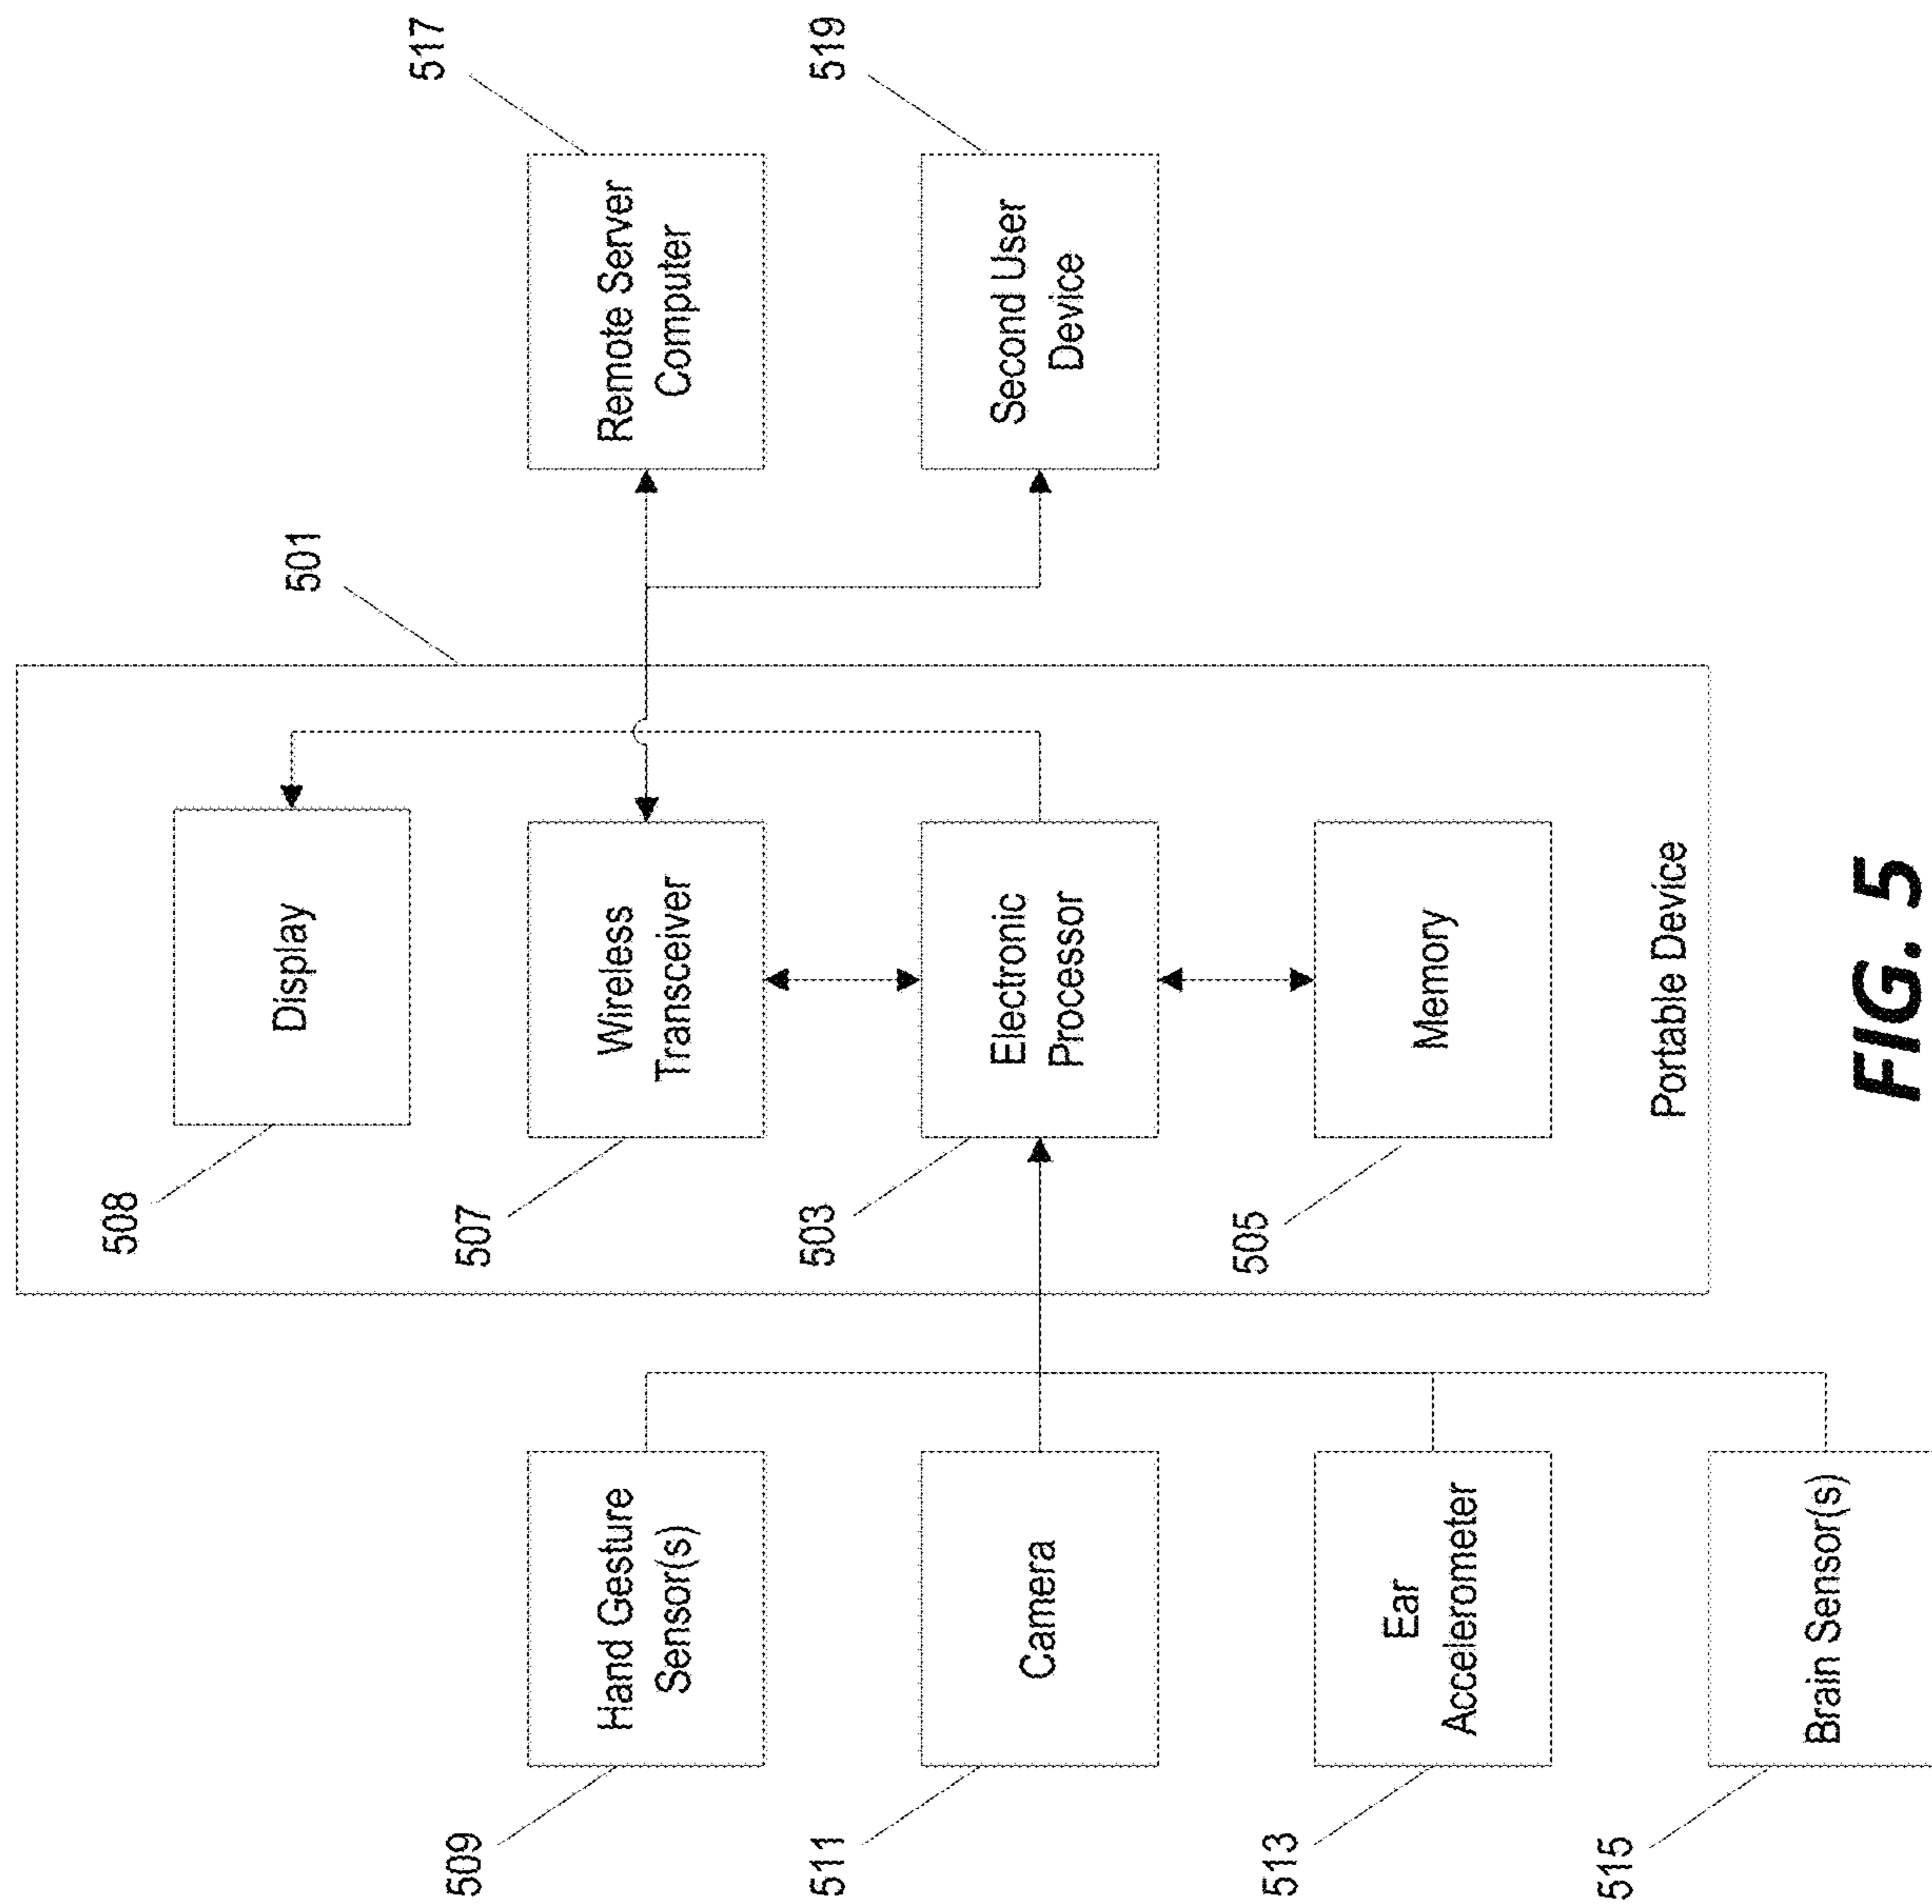 501
517
519
508
Display
507
Wireless
Transceiver
503
Electronic
Processor
505
Memory
Portable Device
Remote Server
Computer
Second User
Device
509
Hand Gesture
Sensor(s)
511
Camera
513
Ear
Accelerometer
515
Brain Sensor(s)
FIG. 5